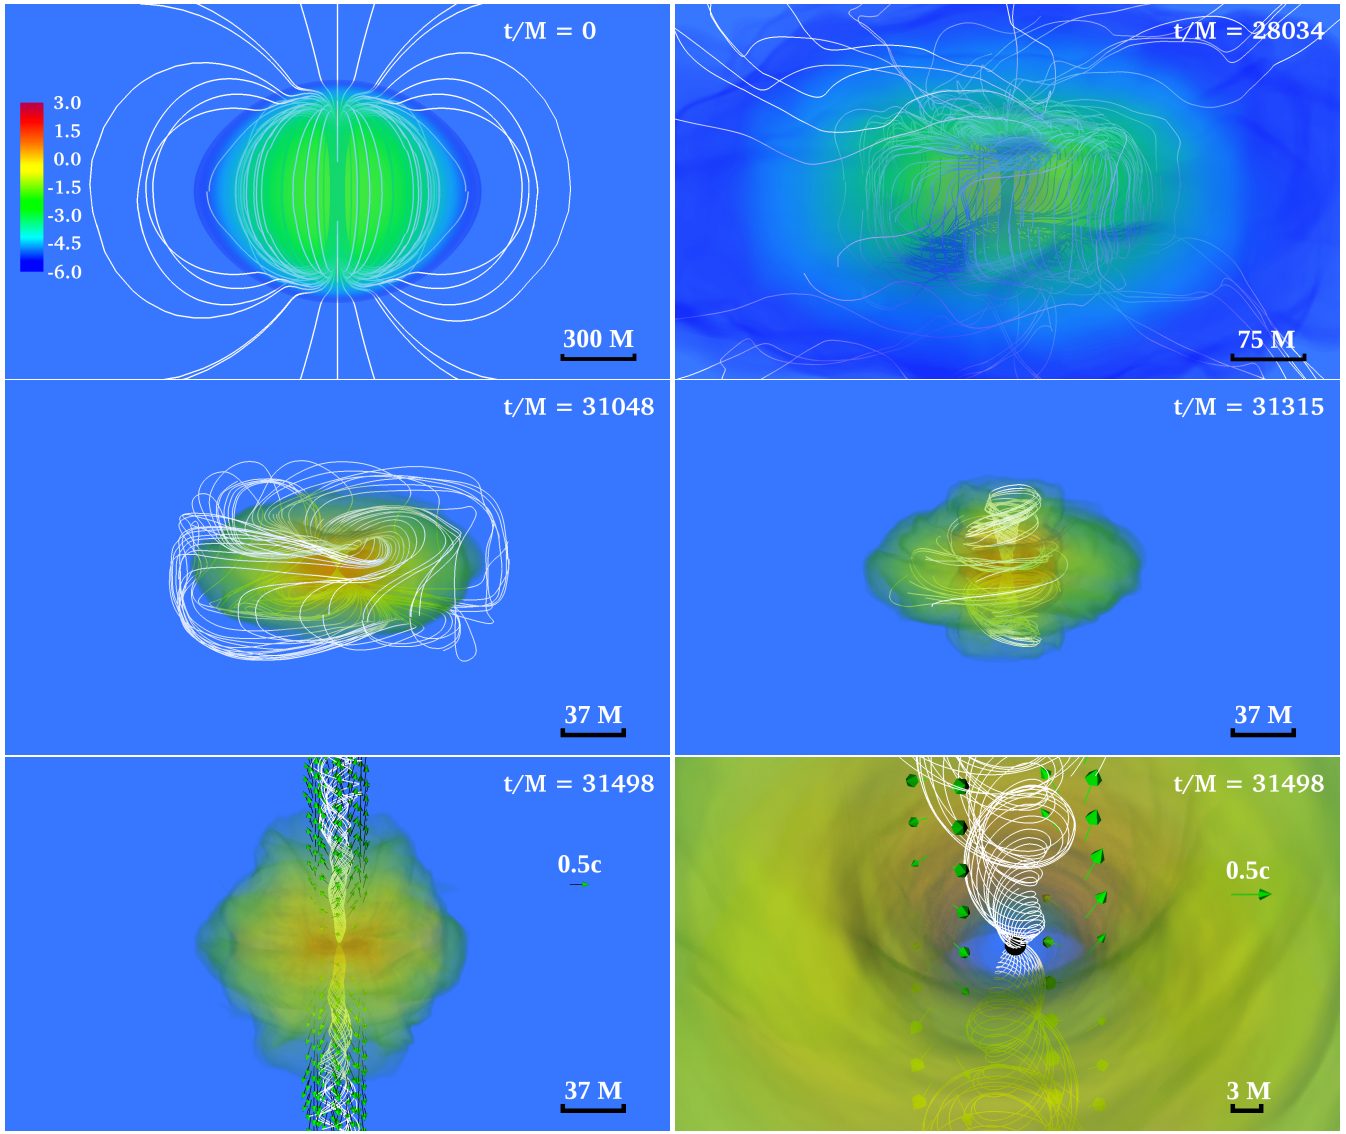 t/M = 0
3.0
1.5
0.0
-1.5
-3.0
-4.5
-6.0
300 M
t/M = 28034
75 M
t/M = 31048
37 M
t/M = 31315
37 M
t/M = 31498
0.5c
37 M
t/M = 31498
0.5c
3 M